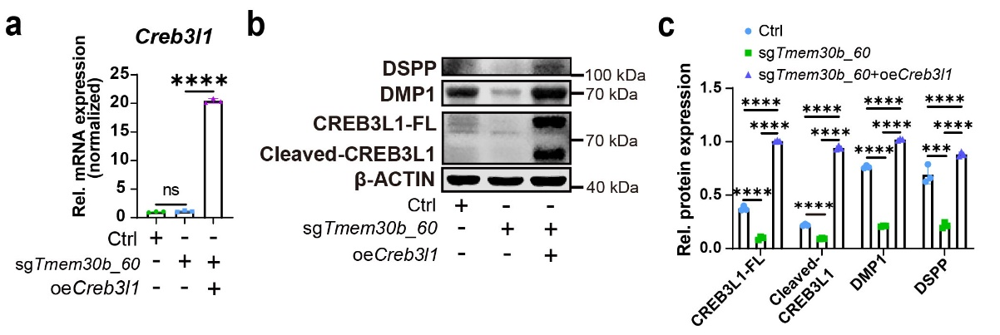 a
Creb3l1
Rel. mRNA expression
(normalized)
25
20
15
10
5
0
****
ns
Ctrl + - -
sgTmem30b_60 - + +
oeCreb3l1 - - +
b
DSPP
100 kDa
DMP1
70 kDa
CREB3L1-FL
70 kDa
Cleaved-CREB3L1
β-ACTIN
40 kDa
Ctrl + - -
sgTmem30b_60 - + +
oeCreb3l1 - - +
c
Ctrl
sgTmem30b_60
sgTmem30b_60+oeCreb3l1
Rel. protein expression
1.5
1.0
0.5
0.0
**** **** ****
**** **** ****
**** **** ****
**** **** ***
CREB3L1-FL
Cleaved-
CREB3L1
DMP1
DSPP